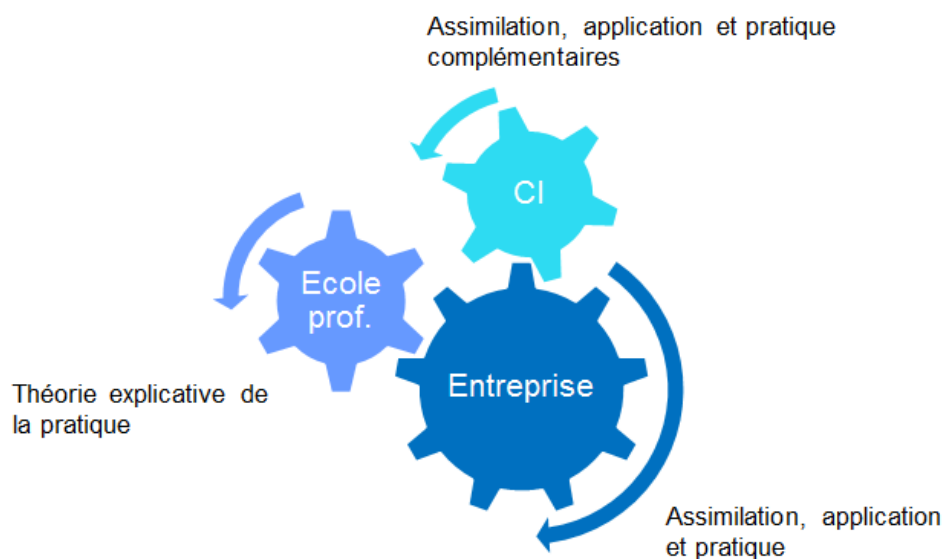 Assimilation, application et pratique
complémentaires
CI
Ecole
prof.
Entreprise
Théorie explicative de
la pratique
Assimilation, application
et pratique